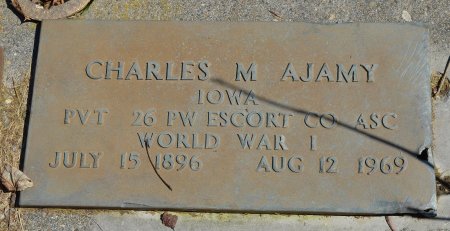 CHARLES M AJAMY
IOWA
PVT 26 PW ESCORT CO ASC
WORLD WAR I
JULY 15 1896 AUG 12 1969